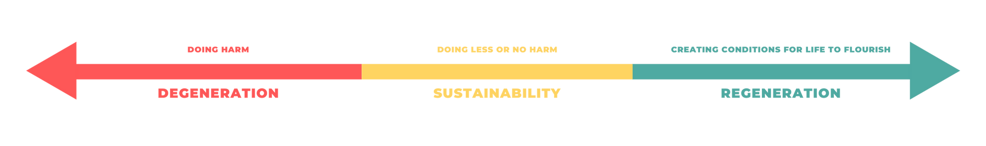 DOING HARM
DOING LESS OR NO HARM
CREATING CONDITIONS FOR LIFE TO FLOURISH
DEGENERATION
SUSTAINABILITY
REGENERATION